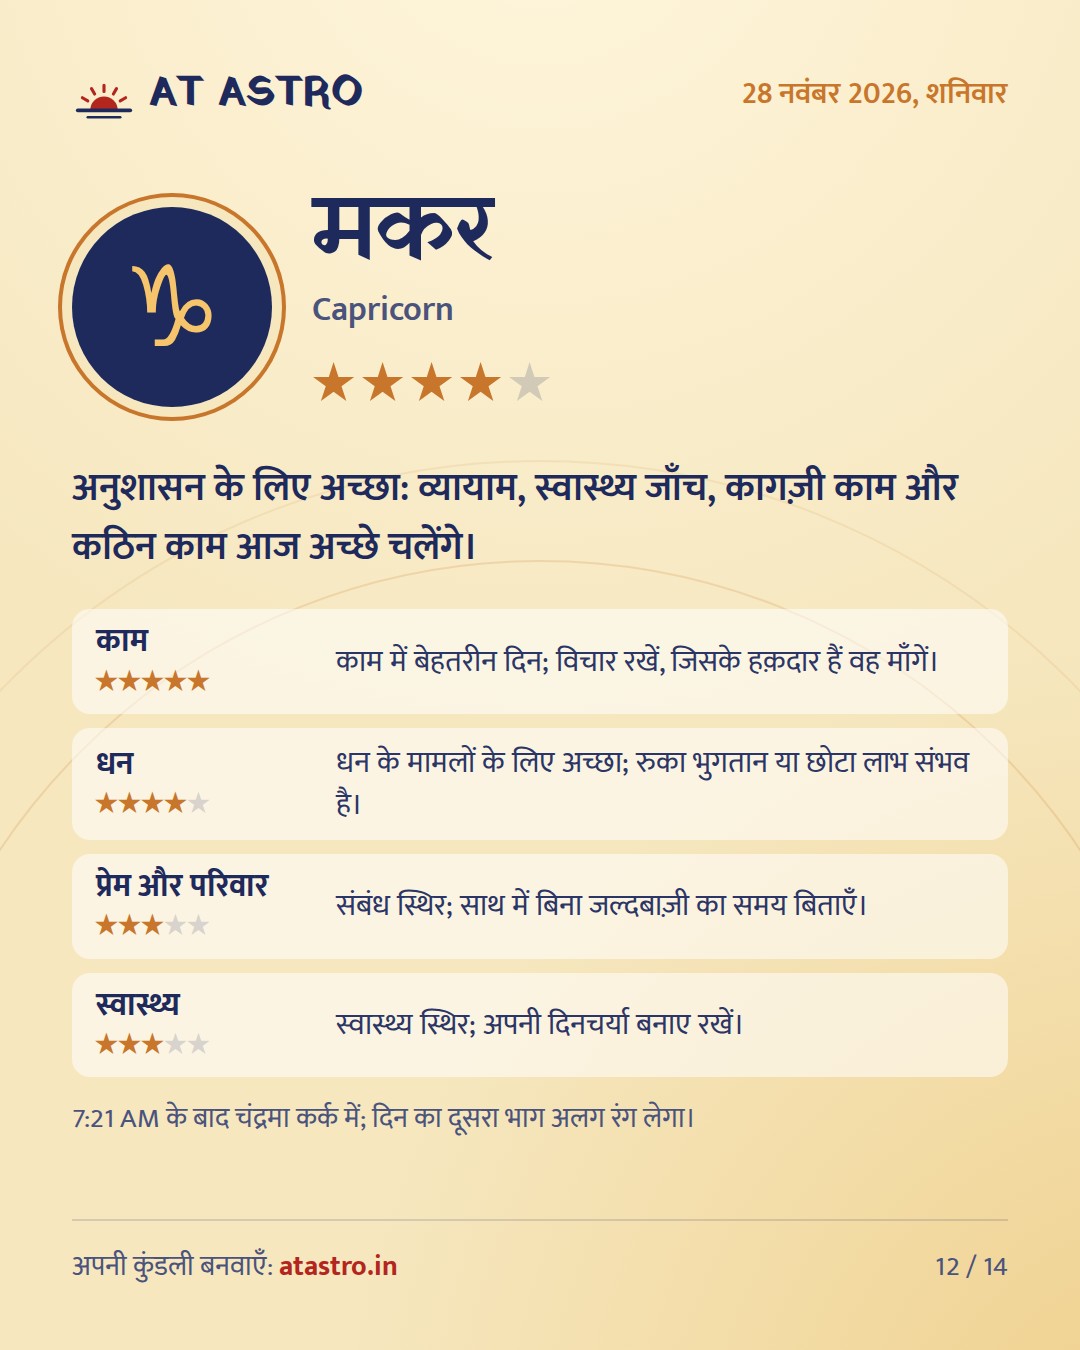 AT ASTRO
28 नवंबर 2026, शनिवार
मकर
Capricorn
अनुशासन के लिए अच्छा: व्यायाम, स्वास्थ्य जाँच, कागज़ी काम और
कठिन काम आज अच्छे चलेंगे।
काम
काम में बेहतरीन दिन; विचार रखें, जिसके हक़दार हैं वह माँगें।
धन
धन के मामलों के लिए अच्छा; रुका भुगतान या छोटा लाभ संभव
है।
प्रेम और परिवार
संबंध स्थिर; साथ में बिना जल्दबाज़ी का समय बिताएँ।
स्वास्थ्य
स्वास्थ्य स्थिर; अपनी दिनचर्या बनाए रखें।
7:21 AM के बाद चंद्रमा कर्क में; दिन का दूसरा भाग अलग रंग लेगा।
अपनी कुंडली बनवाएँ: atastro.in
12 / 14